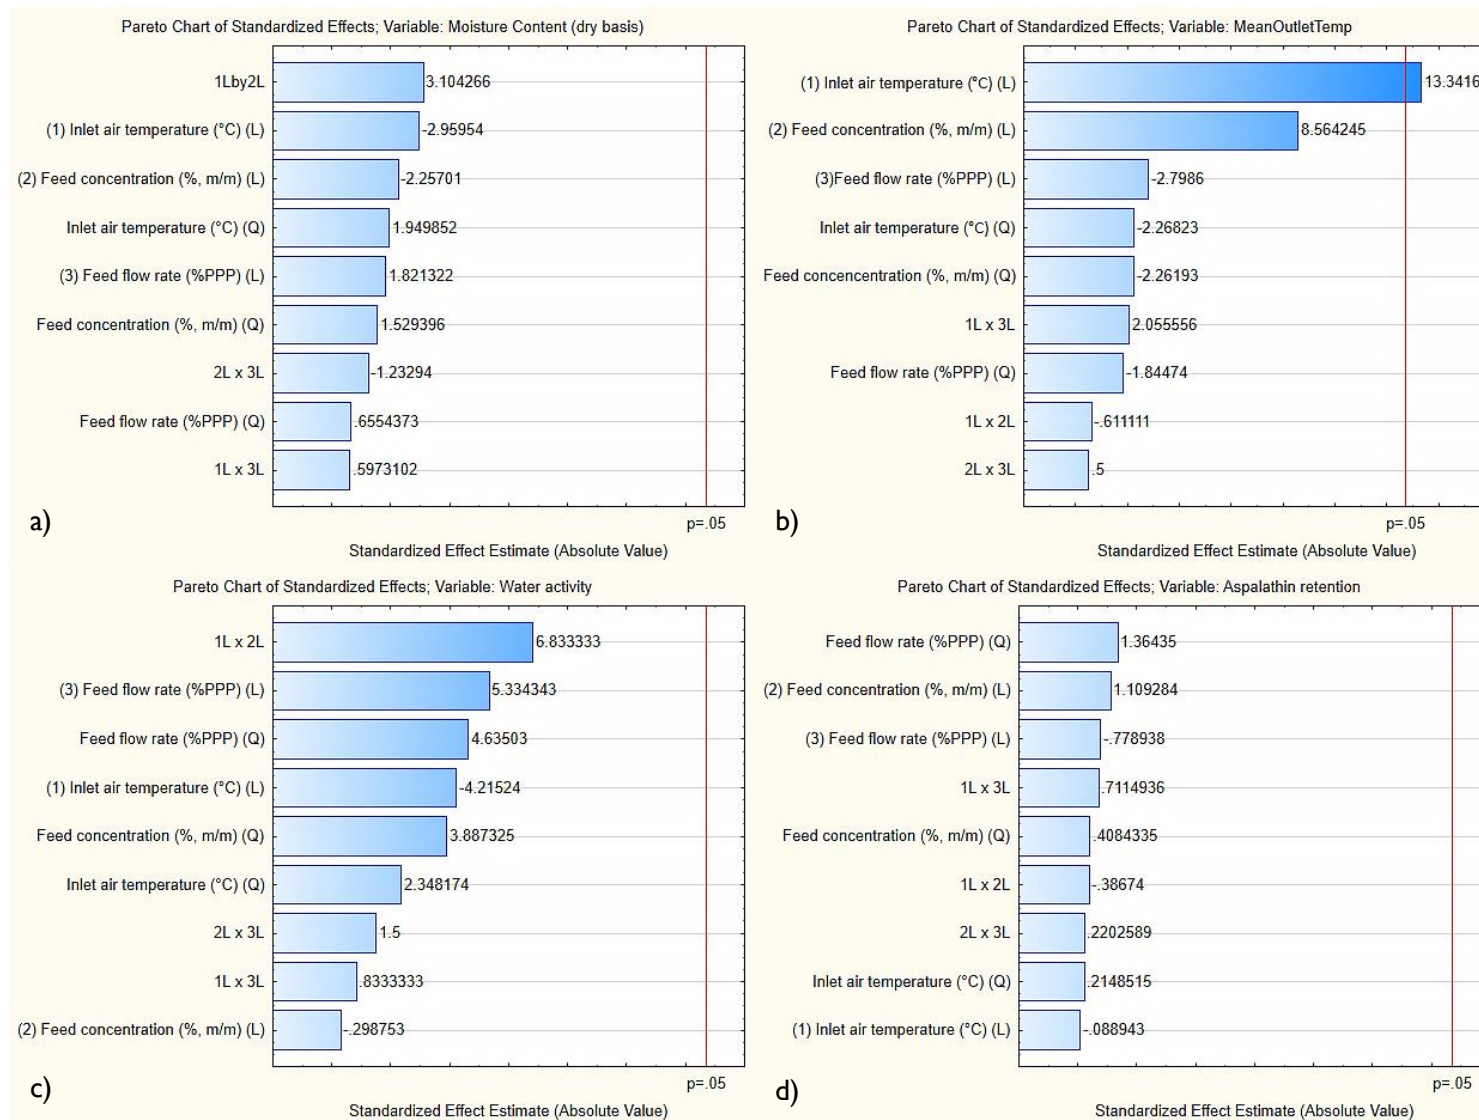 Pareto Chart of Standardized Effects; Variable: Moisture Content (dry basis)
1Lby2L 3.104266
(1) Inlet air temperature (°C) (L) -2.95954
(2) Feed concentration (%, m/m) (L) -2.25701
Inlet air temperature (°C) (Q) 1.949852
(3) Feed flow rate (%PPP) (L) 1.821322
Feed concentration (%, m/m) (Q) 1.529396
2L x 3L -1.23294
Feed flow rate (%PPP) (Q) .6554373
1L x 3L .5973102
a)
p=.05
Standardized Effect Estimate (Absolute Value)
Pareto Chart of Standardized Effects; Variable: MeanOutletTemp
(1) Inlet air temperature (°C) (L) 13.3416
(2) Feed concentration (%, m/m) (L) 8.564245
(3)Feed flow rate (%PPP) (L) -2.7986
Inlet air temperature (°C) (Q) -2.26823
Feed concencentration (%, m/m) (Q) -2.26193
1L x 3L 2.055556
Feed flow rate (%PPP) (Q) -1.84474
1L x 2L -.611111
2L x 3L .5
b)
p=.05
Standardized Effect Estimate (Absolute Value)
Pareto Chart of Standardized Effects; Variable: Water activity
1L x 2L 6.833333
(3) Feed flow rate (%PPP) (L) 5.334343
Feed flow rate (%PPP) (Q) 4.63503
(1) Inlet air temperature (°C) (L) -4.21524
Feed concentration (%, m/m) (Q) 3.887325
Inlet air temperature (°C) (Q) 2.348174
2L x 3L 1.5
1L x 3L .8333333
(2) Feed concentration (%, m/m) (L) -.298753
c)
p=.05
Standardized Effect Estimate (Absolute Value)
Pareto Chart of Standardized Effects; Variable: Aspalathin retention
Feed flow rate (%PPP) (Q) 1.36435
(2) Feed concentration (%, m/m) (L) 1.109284
(3) Feed flow rate (%PPP) (L) -.778938
1L x 3L .7114936
Feed concentration (%, m/m) (Q) .4084335
1L x 2L -.38674
2L x 3L .2202589
Inlet air temperature (°C) (Q) .2148515
(1) Inlet air temperature (°C) (L) -.088943
d)
p=.05
Standardized Effect Estimate (Absolute Value)